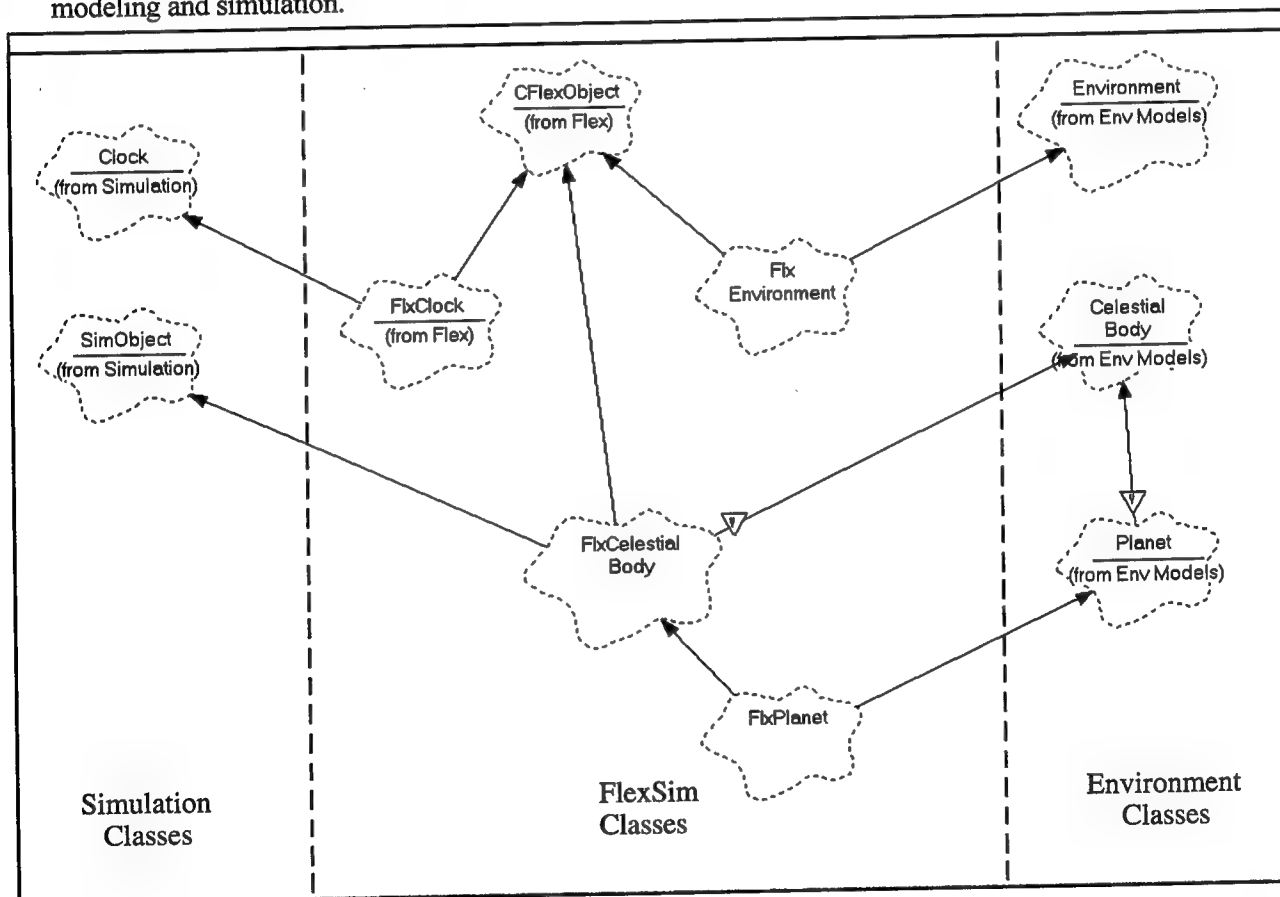 modeling and simulation.
CFlexObject
(from Flex)
Environment
(from Env Models)
Clock
(from Simulation)
Flx
Environment
FlxClock
(from Flex)
Celestial
Body
(from Env Models)
SimObject
(from Simulation)
FlxCelestial
Body
Planet
(from Env Models)
FlxPlanet
Simulation
Classes
FlexSim
Classes
Environment
Classes